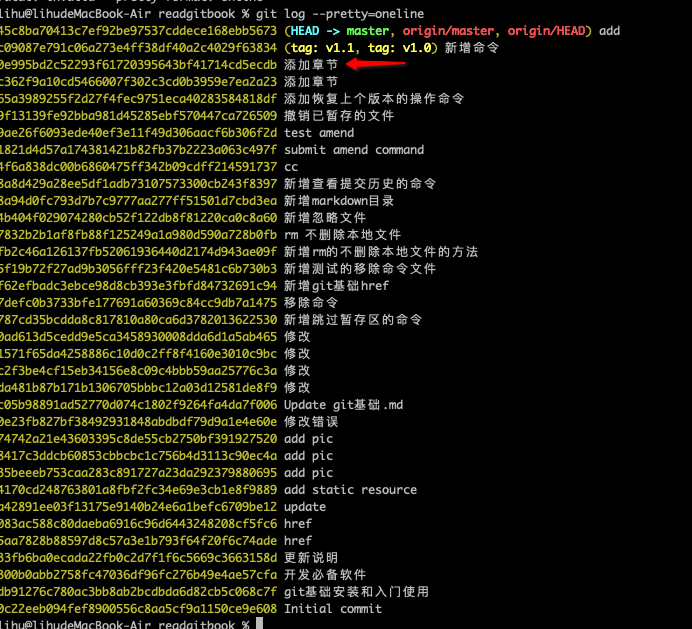 lihu@lihudeMacBook-Air readgitbook % git log --pretty=oneline
45c8ba70413c7ef92be97537cddece168ebb5673 (HEAD -> master, origin/master, origin/HEAD) add
c09087e791c06a273e4ff38df40a2c4029f63834 (tag: v1.1, tag: v1.0) 新增命令
0e995bd2c52293f61720395643bf41714cd5ecdb 添加章节
c362f9a10cd5466007f302c3cd0b3959e7ea2a23 添加章节
65a3989255f2d27f4fec9751eca40283584818df 添加恢复上个版本的操作命令
9f13139fe92bba981d45285ebf570447ca726509 撤销已暂存的文件
9ae26f6093ede40ef3e11f49d306aacf6b306f2d test amend
1821d4d57a174381421b82fb37b2223a063c497f submit amend command
4f6a838dc00b6860475ff342b09cdff214591737 cc
8a8d429a28ee5df1adb73107573300cb243f8397 新增查看提交历史的命令
8a94d0fc793d7b7c9777aa277ff51501d7cbd3ea 新增markdown目录
4b404f029074280cb52f122db8f81220ca0c8a60 新增忽略文件
7832b2b1af8fb88f125249a1a980d590a728b0fb rm 不删除本地文件
fb2c46a126137fb52061936440d2174d943ae09f 新增rm的不删除本地文件的方法
5f19b72f27ad9b3056fff23f420e5481c6b730b3 新增测试的移除命令文件
f62efbadc3ebce98d8cb393e3fbfd84732691c94 新增git基础href
7defc0b3733bfe177691a60369c84cc9db7a1475 移除命令
787cd35bcdda8c817810a80ca6d3782013622530 新增跳过暂存区的命令
0ad613d5cedd9e5ca3458930008dda6d1a5ab465 修改
1571f65da4258886c10d0c2ff8f4160e3010c9bc 修改
c2f3be4cf15eb34156e8c09c4bbb59aa25776c3a 修改
da481b87b171b1306705bbbc12a03d12581de8f9 修改
c05b98891ad52770d074c1802f9264fa4da7f006 Update git基础.md
0e23fb827bf38492931848abdbdf79d9a1e4e60e 修改错误
74742a21e43603395c8de55cb2750bf391927520 add pic
8417c3ddcb60853cbbcbc1c756b4d3113c90ec4a add pic
35beeeb753caa283c891727a23da292379880695 add pic
4170cd248763801a8fbf2fc34e69e3cb1e8f9889 add static resource
a42891ee03f13175e9140b24e6a1befc6709be12 update
083ac588c80daeba6916c96d6443248208cf5fc6 href
5aa7828b88597d8c57a3e1b793f64f20f6c74ade href
33fb6ba0ecada22fb0c2d7f1f6c5669c3663158d 更新说明
300b0abb2758fc47036df96fc276b49e4ae57cfa 开发必备软件
db91276c780ac3bb8ab2bcdbda6d82cb5c068c7f git基础安装和入门使用
0c22eeb094fef8900556c8aa5cf9a1150ce9e608 Initial commit
lihu@lihudeMacBook-Air readgitbook %